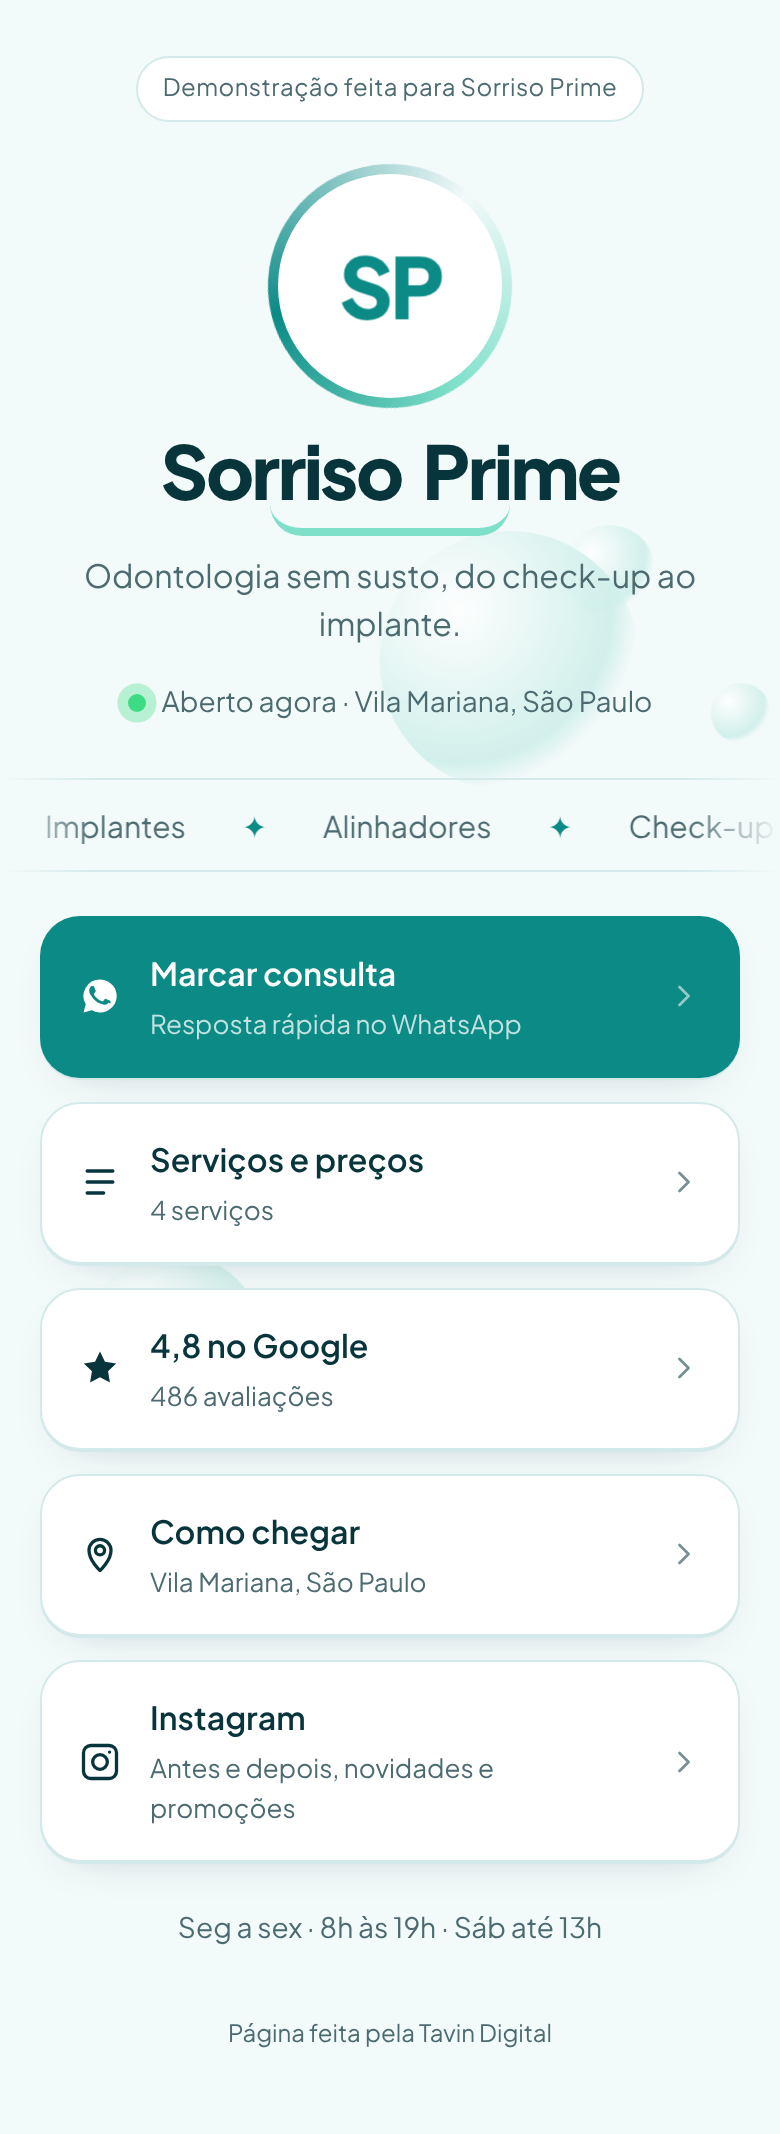 Demonstração feita para Sorriso Prime
SP
Sorriso Prime
Odontologia sem susto, do check-up ao
implante.
Aberto agora · Vila Mariana, São Paulo
Implantes ✦ Alinhadores ✦ Check-up
Marcar consulta
Resposta rápida no WhatsApp
Serviços e preços
4 serviços
4,8 no Google
486 avaliações
Como chegar
Vila Mariana, São Paulo
Instagram
Antes e depois, novidades e
promoções
Seg a sex · 8h às 19h · Sáb até 13h
Página feita pela Tavin Digital